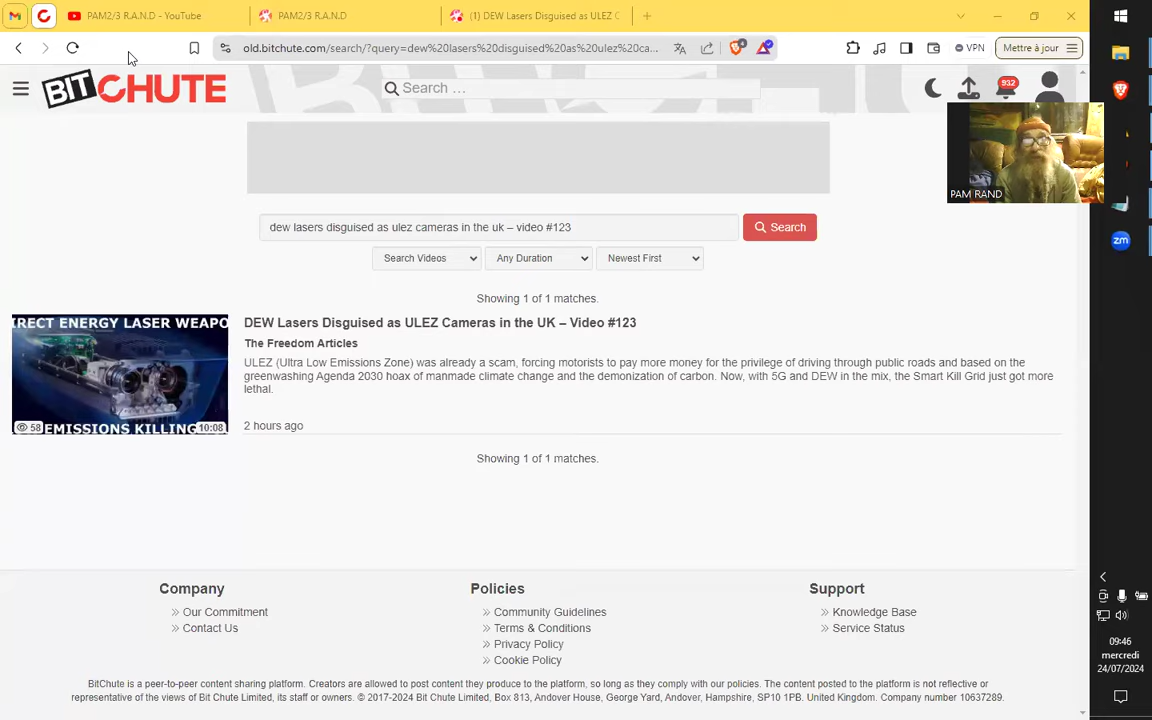 PAM2/3 R.A.N.D - YouTube
PAM2/3 R.A.N.D
(1) DEW Lasers Disguised as ULEZ C
old.bitchute.com/search/?query=dew%20lasers%20disguised%20as%20ulez%20ca...
VPN
Mettre à jour
BITCHUTE
Search ...
932
PAM RAND
dew lasers disguised as ulez cameras in the uk – video #123
Search
Search Videos
Any Duration
Newest First
Showing 1 of 1 matches.
IRECT ENERGY LASER WEAPO
58
EMISSIONS KILLING
10:08
DEW Lasers Disguised as ULEZ Cameras in the UK – Video #123
The Freedom Articles
ULEZ (Ultra Low Emissions Zone) was already a scam, forcing motorists to pay more money for the privilege of driving through public roads and based on the
greenwashing Agenda 2030 hoax of manmade climate change and the demonization of carbon. Now, with 5G and DEW in the mix, the Smart Kill Grid just got more
lethal.
2 hours ago
Showing 1 of 1 matches.
Company
Our Commitment
Contact Us
Policies
Community Guidelines
Terms & Conditions
Privacy Policy
Cookie Policy
Support
Knowledge Base
Service Status
BitChute is a peer-to-peer content sharing platform. Creators are allowed to post content they produce to the platform, so long as they comply with our policies. The content posted to the platform is not reflective or
representative of the views of Bit Chute Limited, its staff or owners. © 2017-2024 Bit Chute Limited, Box 813, Andover House, George Yard, Andover, Hampshire, SP10 1PB. United Kingdom. Company number 10637289.
zm
09:46
mercredi
24/07/2024